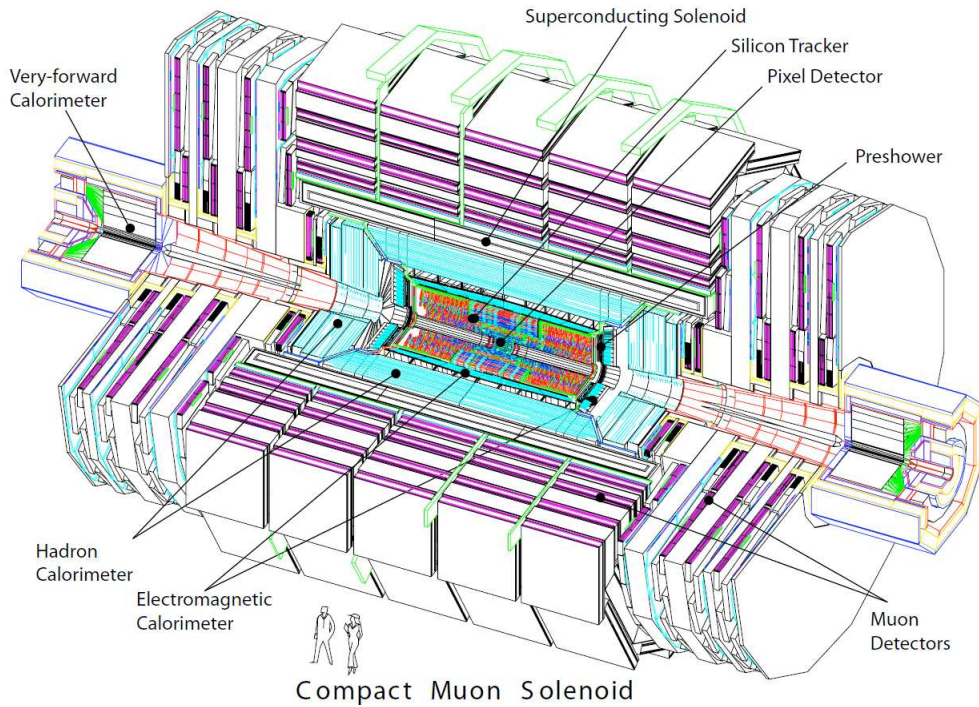 Superconducting Solenoid
Silicon Tracker
Pixel Detector
Very-forward
Calorimeter
Preshower
Hadron
Calorimeter
Electromagnetic
Calorimeter
Muon
Detectors
Compact Muon Solenoid